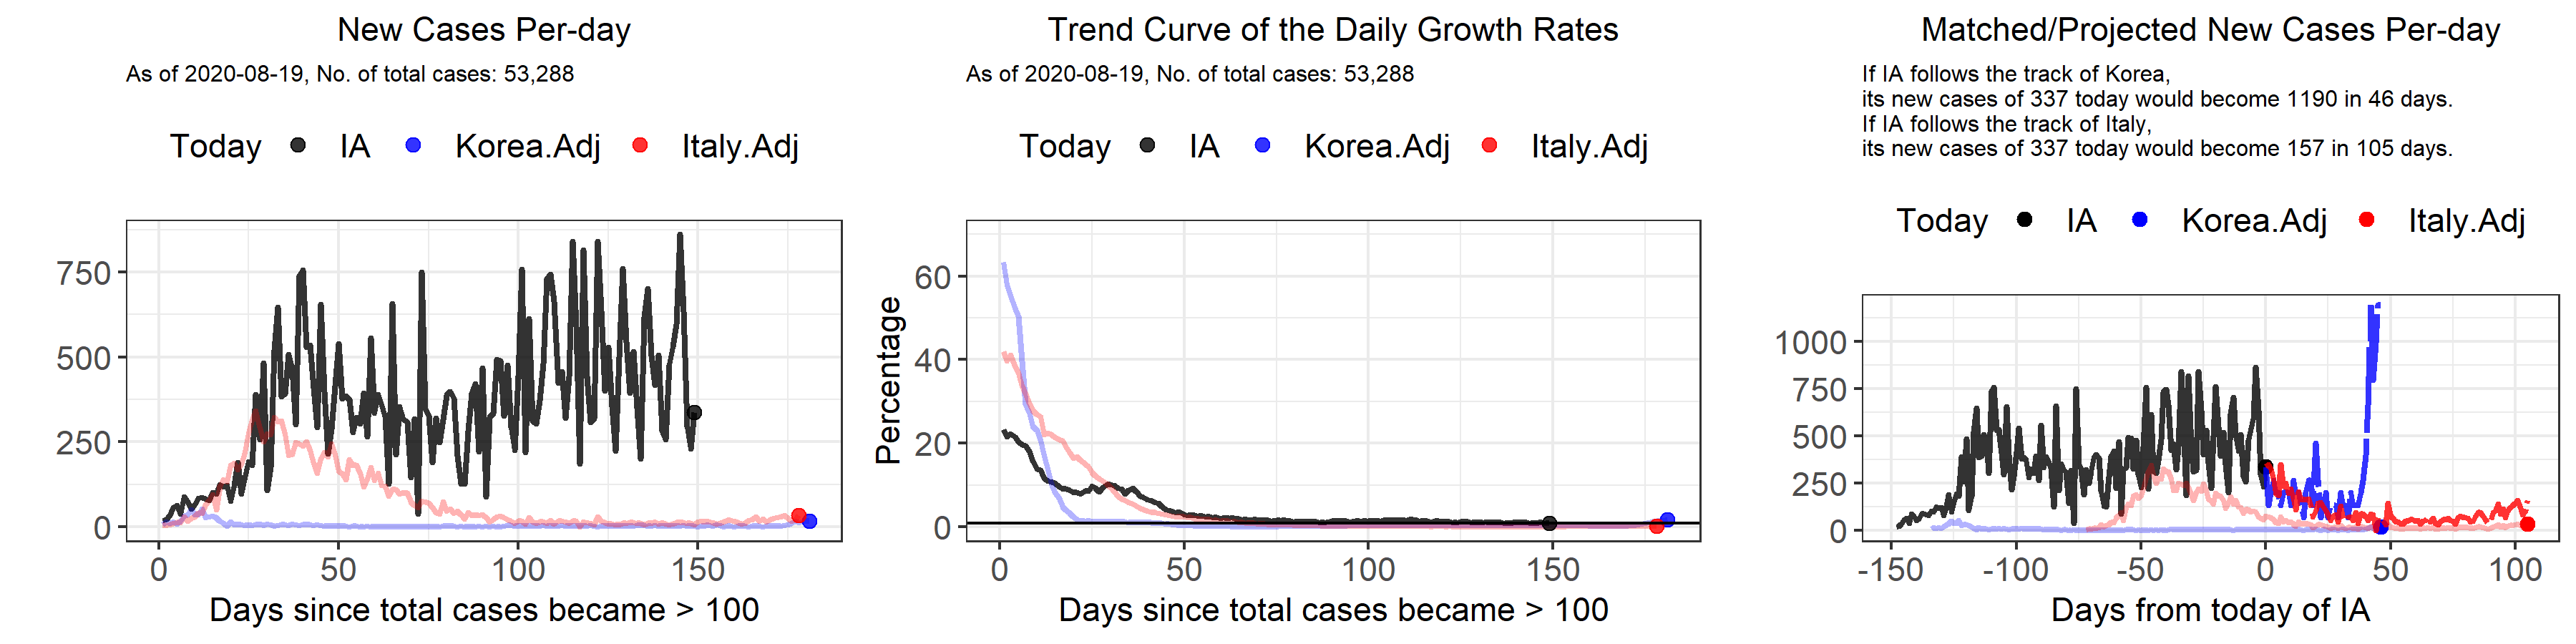 New Cases Per-day
As of 2020-08-19, No. of total cases: 53,288
Today IA Korea.Adj Italy.Adj
750
500
250
0
0 50 100 150
Days since total cases became > 100
Trend Curve of the Daily Growth Rates
As of 2020-08-19, No. of total cases: 53,288
Today IA Korea.Adj Italy.Adj
Percentage
60
40
20
0
0 50 100 150
Days since total cases became > 100
Matched/Projected New Cases Per-day
If IA follows the track of Korea,
its new cases of 337 today would become 1190 in 46 days.
If IA follows the track of Italy,
its new cases of 337 today would become 157 in 105 days.
Today IA Korea.Adj Italy.Adj
1000
750
500
250
0
-150 -100 -50 0 50 100
Days from today of IA